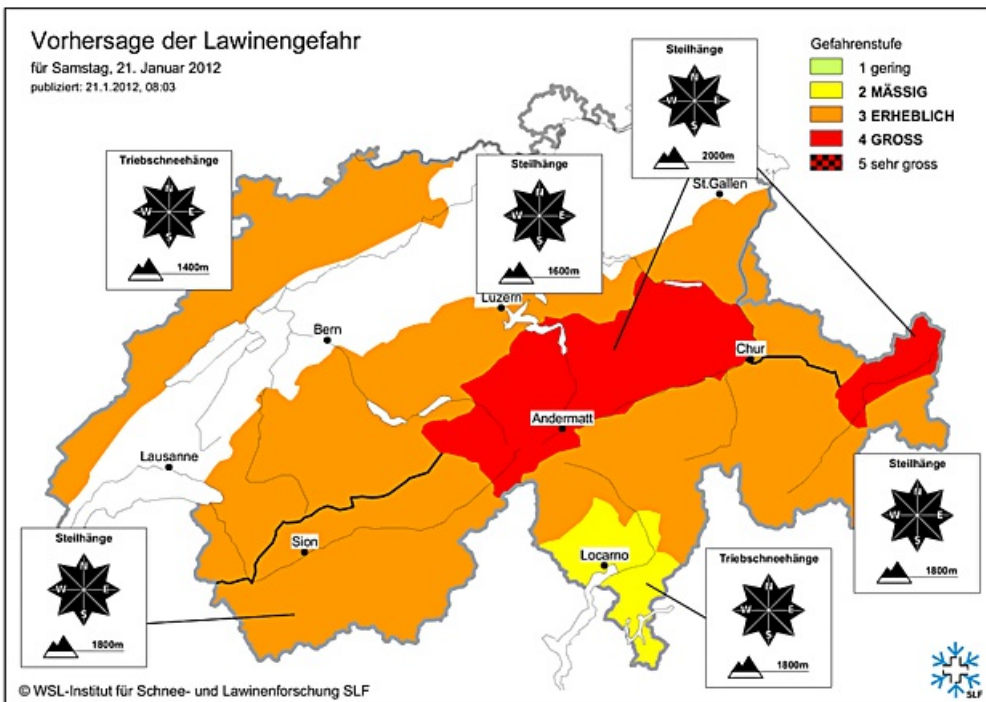 Vorhersage der Lawinengefahr
für Samstag, 21. Januar 2012
publiziert: 21.1.2012, 08:03
Gefahrenstufe
1 gering
2 MÄSSIG
3 ERHEBLICH
4 GROSS
5 sehr gross
Steilhänge
N
W E
S
2000m
Triebschneehänge
N
W E
S
1400m
Steilhänge
N
W E
S
1600m
St.Gallen
Luzern
Bern
Chur
Andermatt
Lausanne
Sion
Locarno
Steilhänge
N
W E
S
1800m
Steilhänge
N
W E
S
1800m
Triebschneehänge
N
W E
S
1800m
© WSL-Institut für Schnee- und Lawinenforschung SLF
SLF